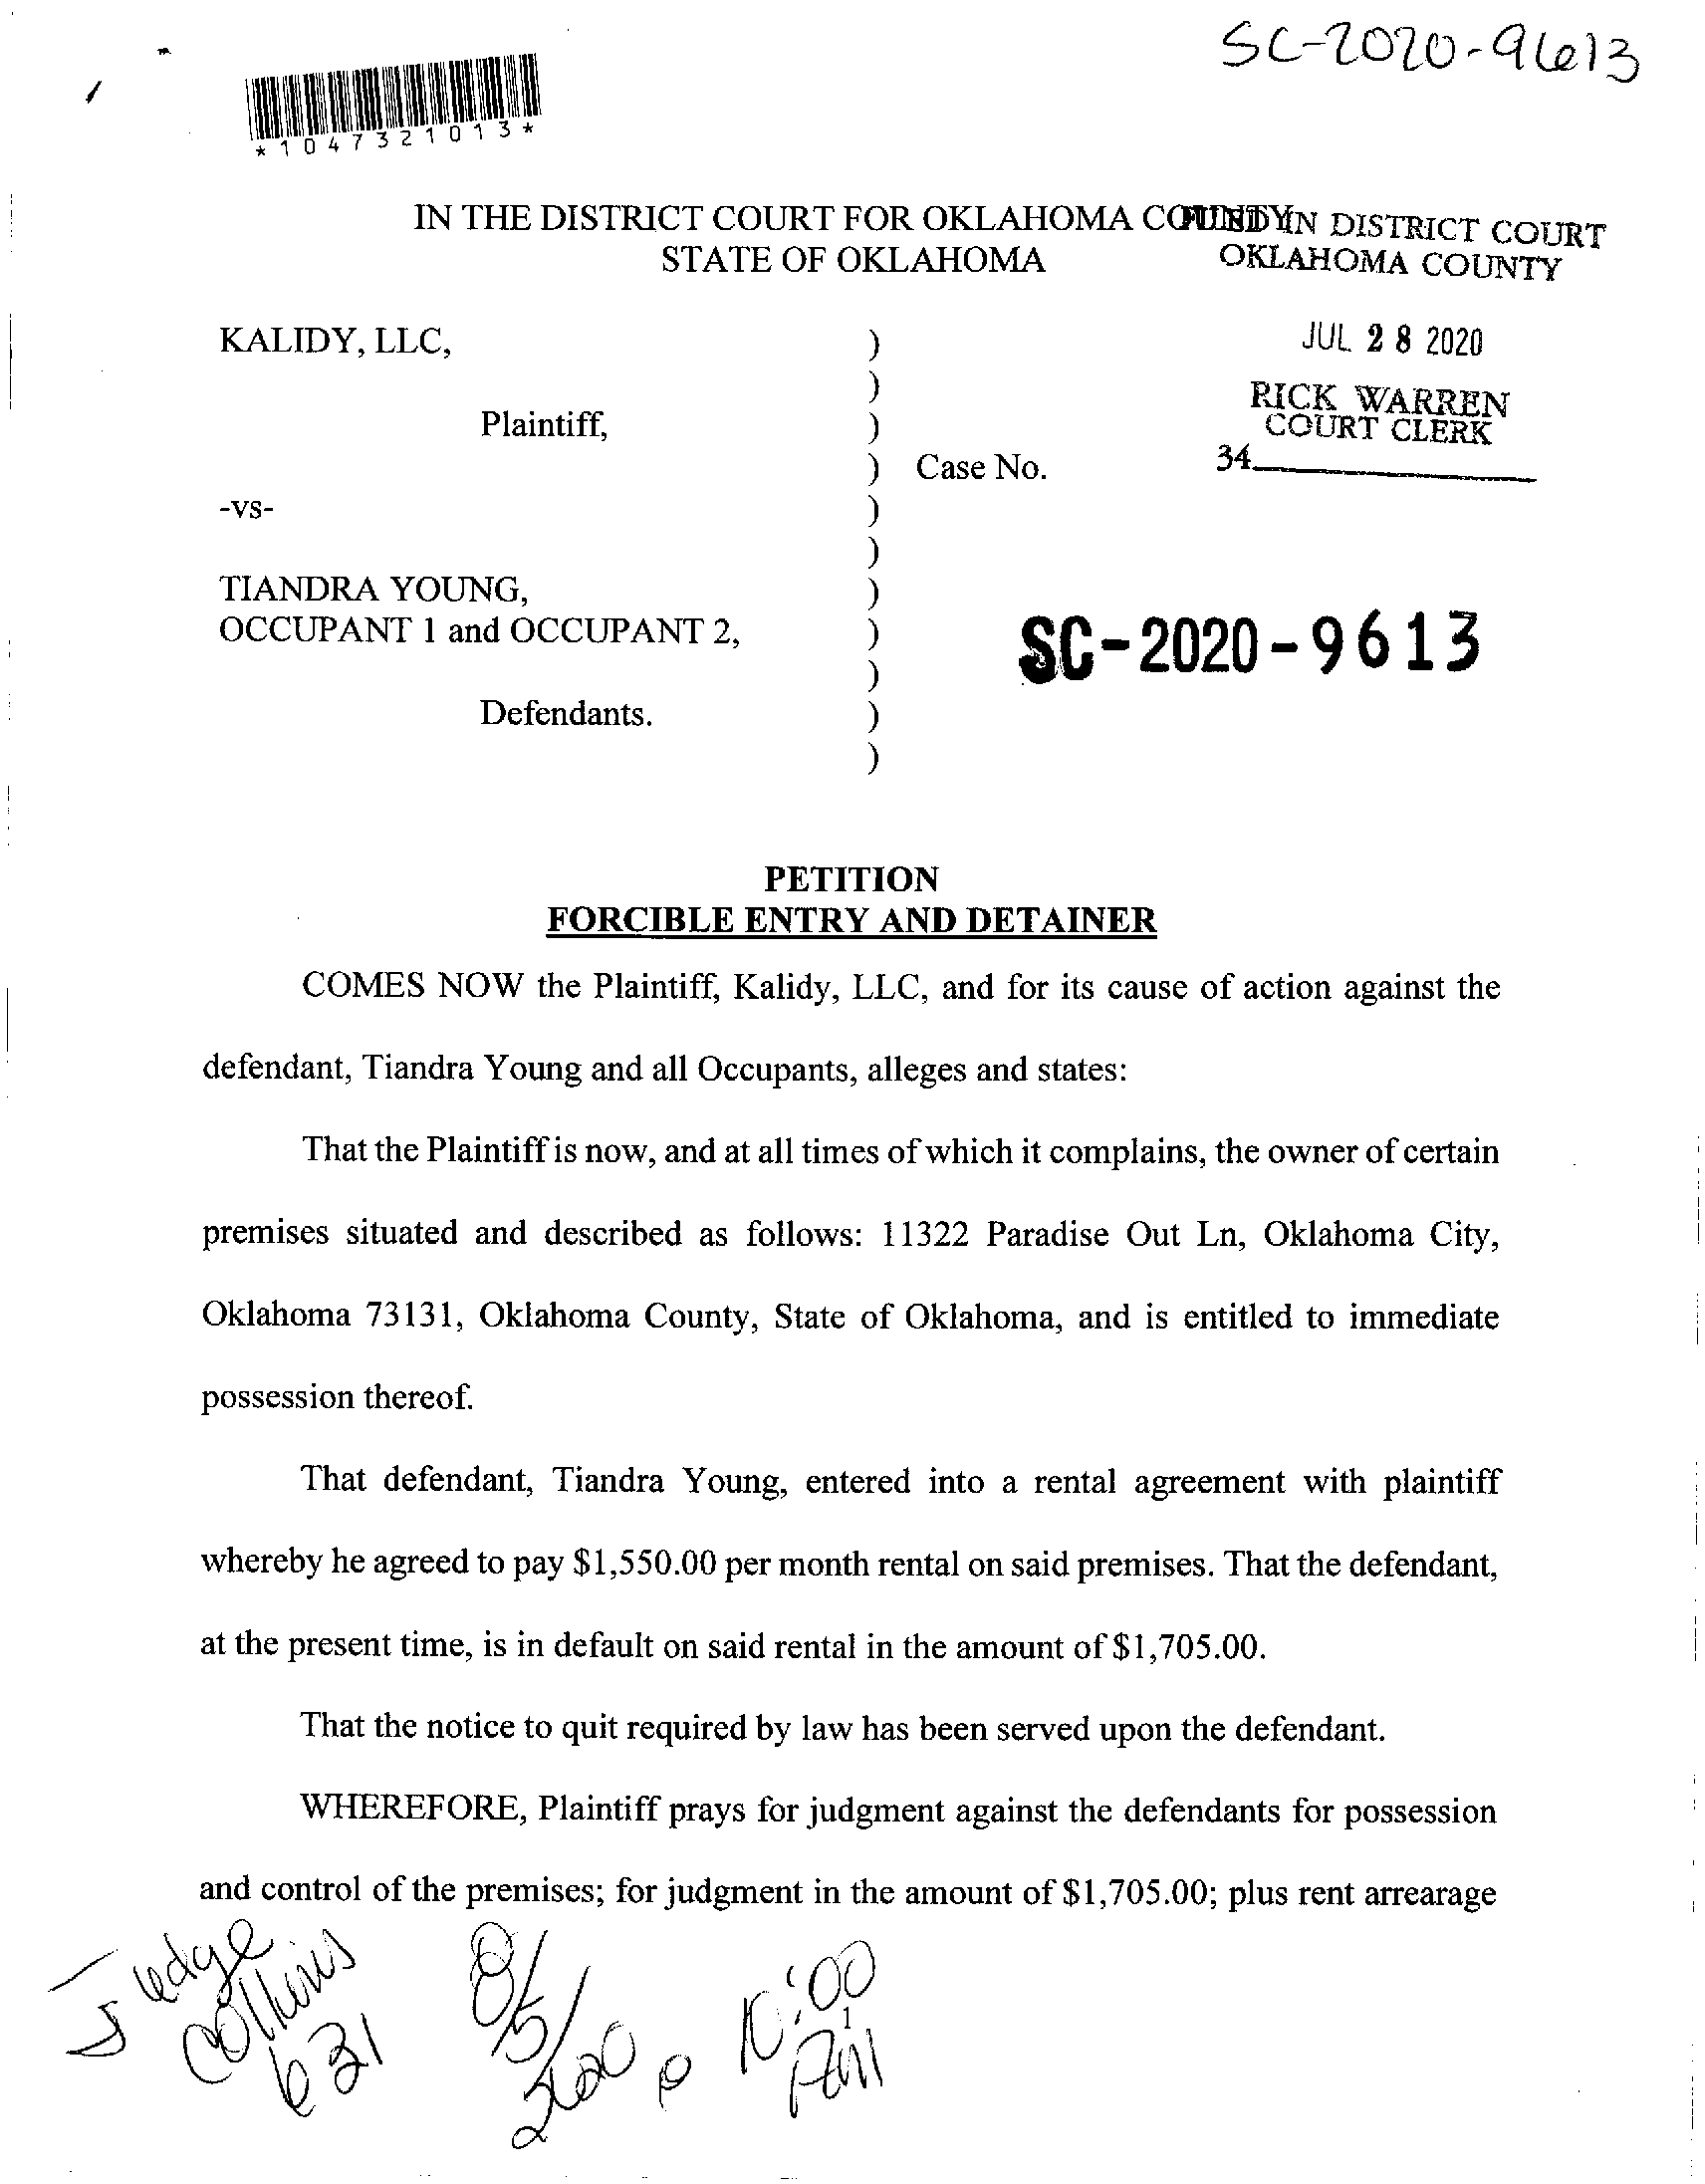 SC-2020-9613
*1047321013*
IN THE DISTRICT COURT FOR OKLAHOMA COUNTY
STATE OF OKLAHOMA
FILED IN DISTRICT COURT
OKLAHOMA COUNTY
JUL 28 2020
RICK WARREN
COURT CLERK
34
KALIDY, LLC, )
)
Plaintiff, )
) Case No.
-vs- )
)
TIANDRA YOUNG, )
OCCUPANT 1 and OCCUPANT 2, )
SC-2020-9613
)
Defendants. )
)
PETITION
FORCIBLE ENTRY AND DETAINER
COMES NOW the Plaintiff, Kalidy, LLC, and for its cause of action against the
defendant, Tiandra Young and all Occupants, alleges and states:
That the Plaintiff is now, and at all times of which it complains, the owner of certain
premises situated and described as follows: 11322 Paradise Out Ln, Oklahoma City,
Oklahoma 73131, Oklahoma County, State of Oklahoma, and is entitled to immediate
possession thereof.
That defendant, Tiandra Young, entered into a rental agreement with plaintiff
whereby he agreed to pay $1,550.00 per month rental on said premises. That the defendant,
at the present time, is in default on said rental in the amount of $1,705.00.
That the notice to quit required by law has been served upon the defendant.
WHEREFORE, Plaintiff prays for judgment against the defendants for possession
and control of the premises; for judgment in the amount of $1,705.00; plus rent arrearage
Judge
Collins
631
8/5/2020
10:00
AM
1